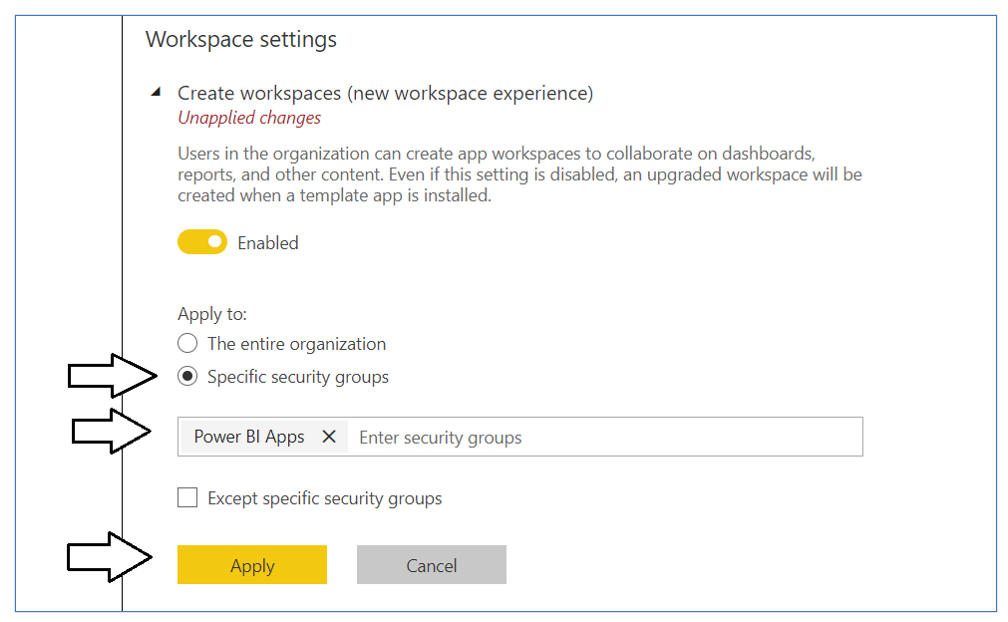 Workspace settings
Create workspaces (new workspace experience)
Unapplied changes
Users in the organization can create app workspaces to collaborate on dashboards,
reports, and other content. Even if this setting is disabled, an upgraded workspace will be
created when a template app is installed.
Enabled
Apply to:
The entire organization
Specific security groups
Power BI Apps Enter security groups
Except specific security groups
Apply Cancel